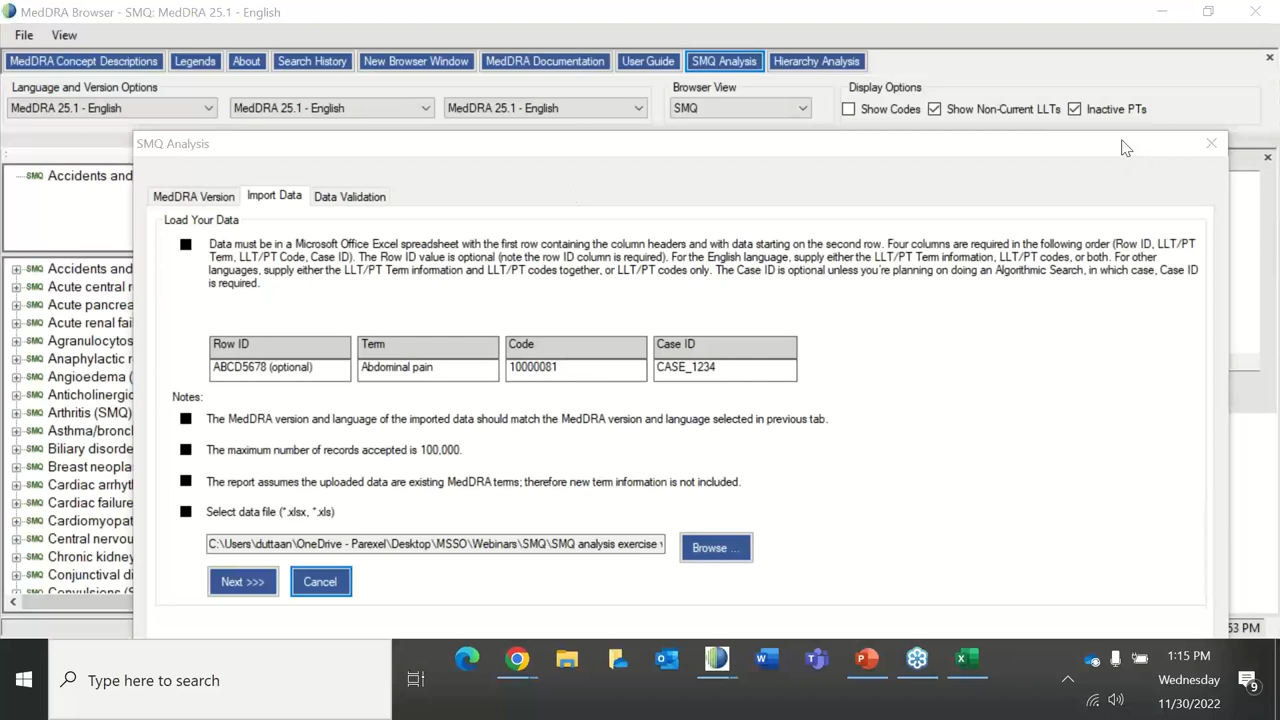 MedDRA Browser - SMQ: MedDRA 25.1 - English
File View
MedDRA Concept Descriptions Legends About Search History New Browser Window MedDRA Documentation User Guide SMQ Analysis Hierarchy Analysis
Language and Version Options Browser View Display Options
MedDRA 25.1 - English MedDRA 25.1 - English MedDRA 25.1 - English SMQ Show Codes Show Non-Current LLTs Inactive PTs
SMQ Analysis
SMQ Accidents and
MedDRA Version Import Data Data Validation
Load Your Data
Data must be in a Microsoft Office Excel spreadsheet with the first row containing the column headers and with data starting on the second row. Four columns are required in the following order (Row ID, LLT/PT
Term, LLT/PT Code, Case ID). The Row ID value is optional (note the row ID column is required). For the English language, supply either the LLT/PT Term information, LLT/PT codes, or both. For other
languages, supply either the LLT/PT Term information and LLT/PT codes together, or LLT/PT codes only. The Case ID is optional unless you're planning on doing an Algorithmic Search, in which case, Case ID
is required.
Row ID Term Code Case ID
ABCD5678 (optional) Abdominal pain 10000081 CASE_1234
Notes:
The MedDRA version and language of the imported data should match the MedDRA version and language selected in previous tab.
The maximum number of records accepted is 100,000.
The report assumes the uploaded data are existing MedDRA terms; therefore new term information is not included.
Select data file (*.xlsx, *.xls)
C:\Users\duttaan\OneDrive - Parexel\Desktop\MSSO\Webinars\SMQ\SMQ analysis exercise Browse ...
Next >>> Cancel
SMQ Accidents and
SMQ Acute central
SMQ Acute pancrea
SMQ Acute renal fai
SMQ Agranulocytos
SMQ Anaphylactic
SMQ Angioedema (
SMQ Anticholinergic
SMQ Arthritis (SMQ)
SMQ Asthma/bronch
SMQ Biliary disorde
SMQ Breast neoplas
SMQ Cardiac arrhyt
SMQ Cardiac failure
SMQ Cardiomyopat
SMQ Central nervou
SMQ Chronic kidney
SMQ Conjunctival di
SMQ Convulsions (S
53 PM
Type here to search
1:15 PM
Wednesday
11/30/2022
9